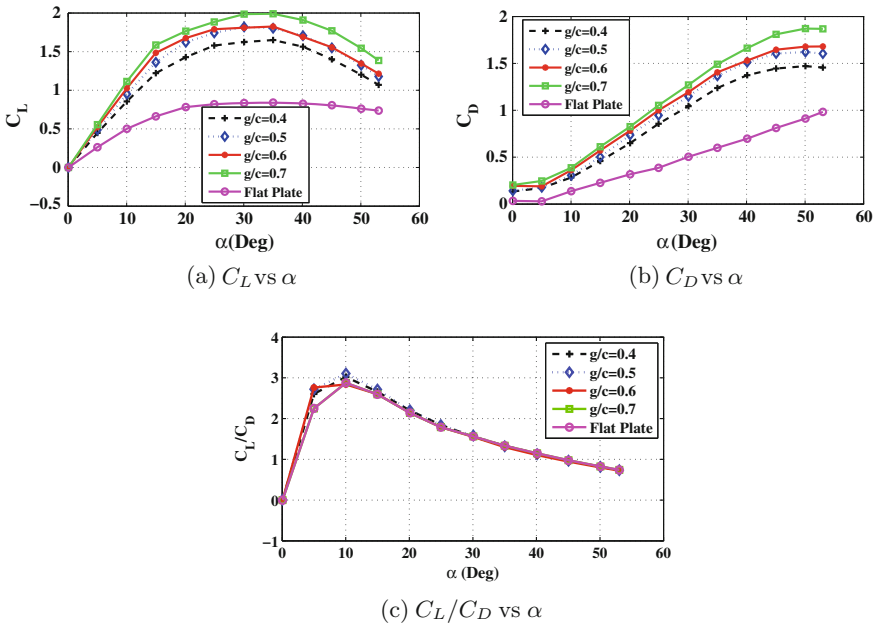 2
1.5
1
0.5
0
−0.5
C_L
0 10 20 30 40 50 60
α(Deg)
g/c=0.4
g/c=0.5
g/c=0.6
g/c=0.7
Flat Plate
(a) C_L vs α
2
1.5
1
0.5
0
C_D
0 10 20 30 40 50 60
α(Deg)
g/c=0.4
g/c=0.5
g/c=0.6
g/c=0.7
Flat Plate
(b) C_D vs α
4
3
2
1
0
−1
C_L/C_D
0 10 20 30 40 50 60
α (Deg)
g/c=0.4
g/c=0.5
g/c=0.6
g/c=0.7
Flat Plate
(c) C_L/C_D vs α